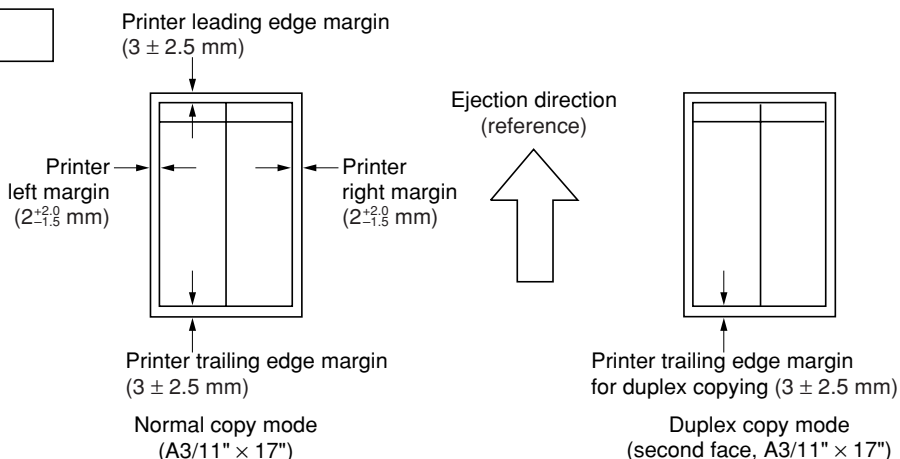 Printer leading edge margin
(3 ± 2.5 mm)
Ejection direction
(reference)
Printer
left margin
(2+2.0 −1.5 mm)
Printer
right margin
(2+2.0 −1.5 mm)
Printer trailing edge margin
(3 ± 2.5 mm)
Normal copy mode
(A3/11" × 17")
Printer trailing edge margin
for duplex copying (3 ± 2.5 mm)
Duplex copy mode
(second face, A3/11" × 17")